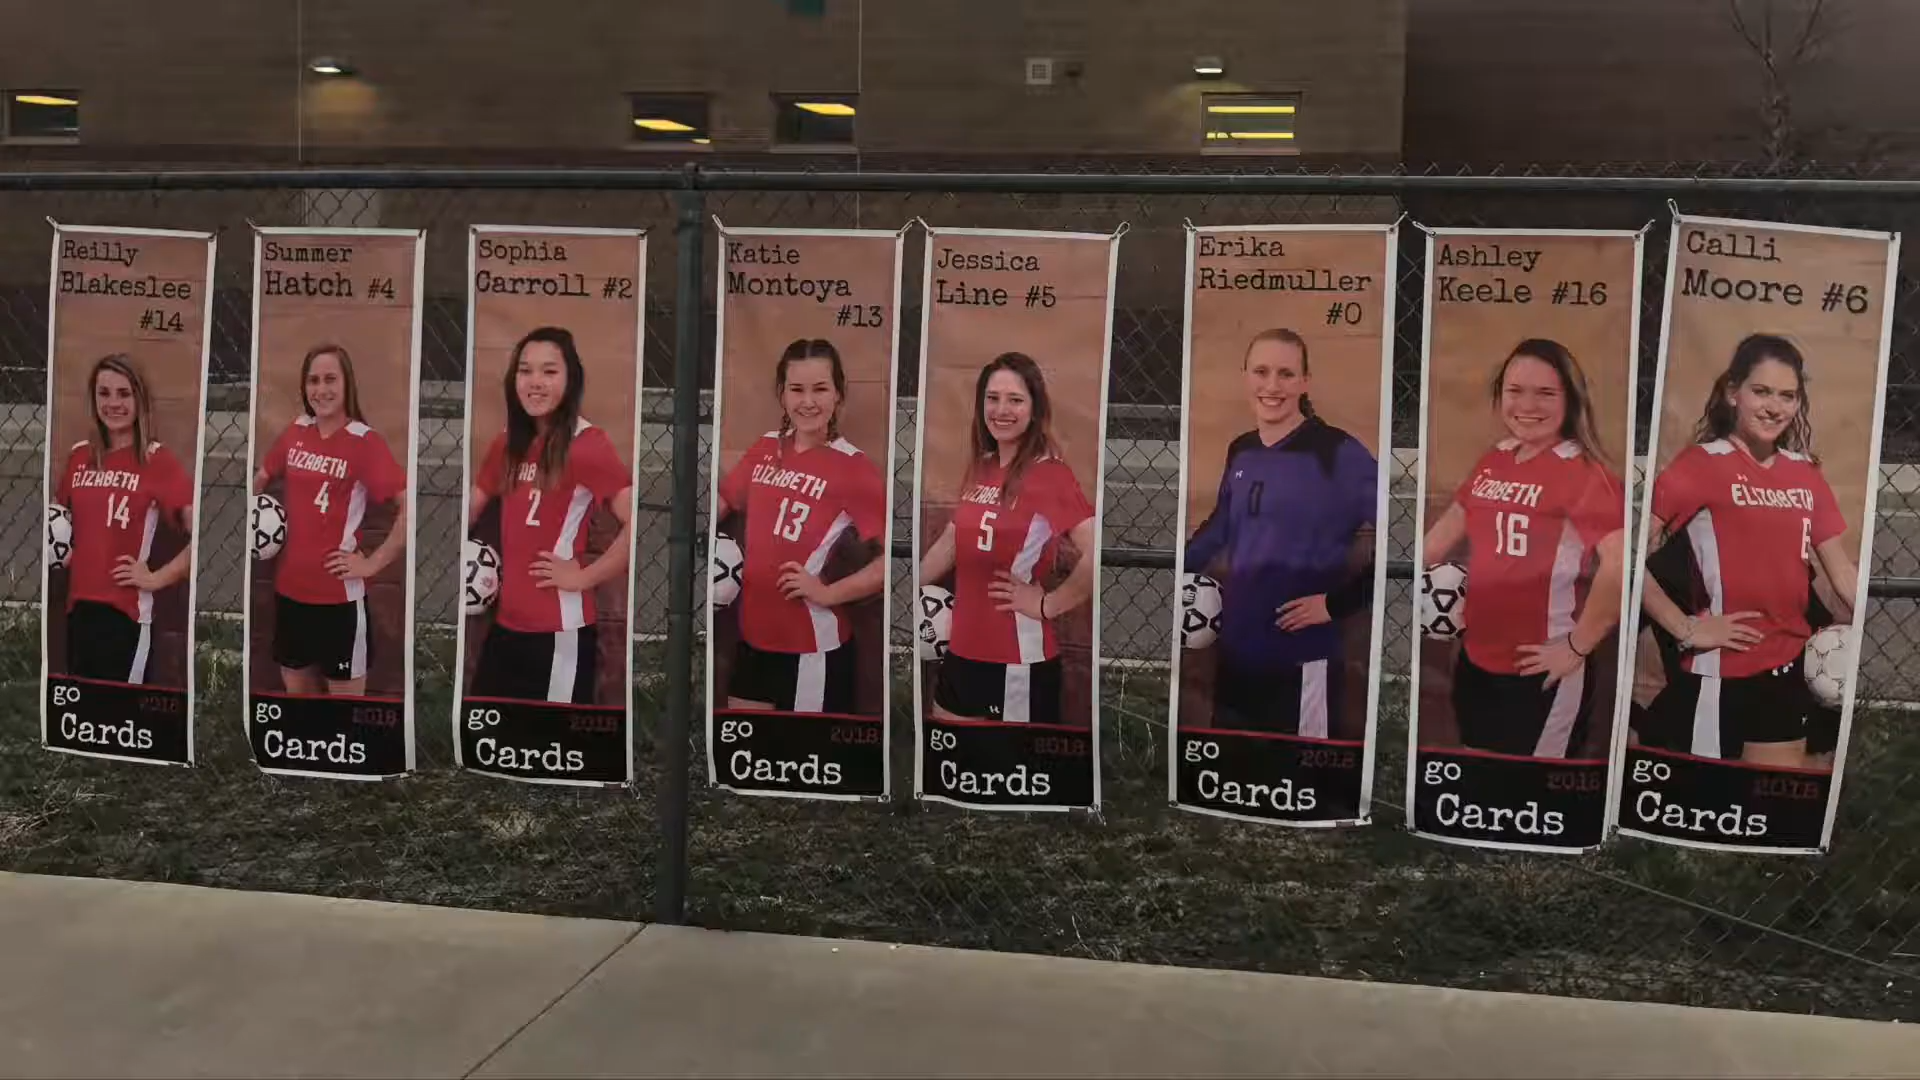 Reilly
Blakeslee
#14
ELIZABETH
14
go
2018
Cards
Summer
Hatch #4
ELIZABETH
4
go
2018
Cards
Sophia
Carroll #2
2
go
2018
Cards
Katie
Montoya
#13
ELIZABETH
13
go
2018
Cards
Jessica
Line #5
5
go
2018
Cards
Erika
Riedmuller
#0
0
go
2018
Cards
Ashley
Keele #16
ELIZABETH
16
go
2018
Cards
Calli
Moore #6
ELIZABETH
6
go
2018
Cards